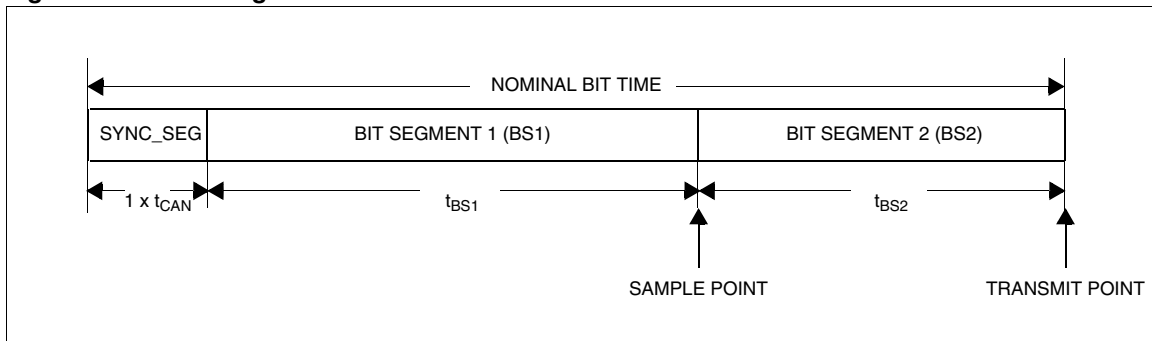 NOMINAL BIT TIME
SYNC_SEG
BIT SEGMENT 1 (BS1)
BIT SEGMENT 2 (BS2)
1 x tCAN
tBS1
tBS2
SAMPLE POINT
TRANSMIT POINT